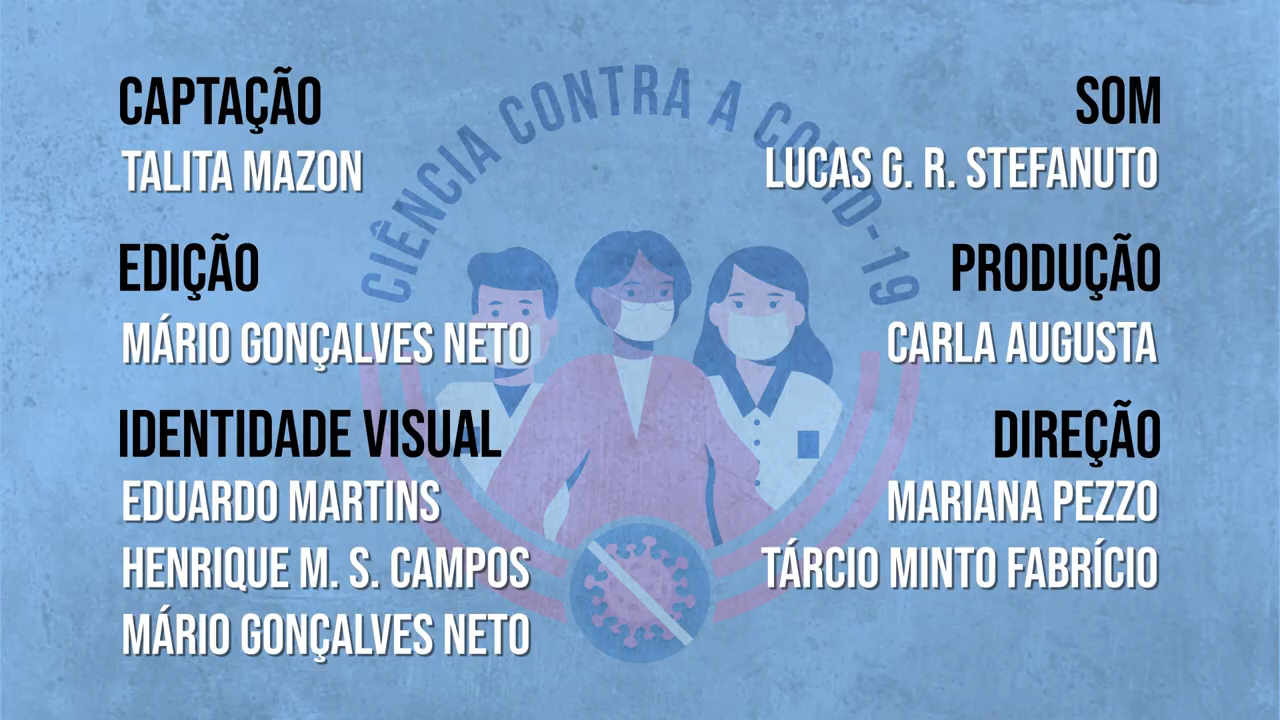 CIÊNCIA CONTRA A COVID-19
CAPTAÇÃO
TALITA MAZON
EDIÇÃO
MÁRIO GONÇALVES NETO
IDENTIDADE VISUAL
EDUARDO MARTINS
HENRIQUE M. S. CAMPOS
MÁRIO GONÇALVES NETO
SOM
LUCAS G. R. STEFANUTO
PRODUÇÃO
CARLA AUGUSTA
DIREÇÃO
MARIANA PEZZO
TÁRCIO MINTO FABRÍCIO